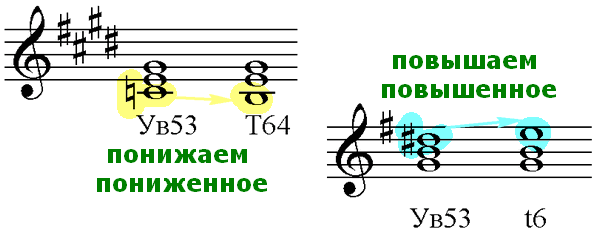 Ув53 Т64
понижаем
пониженное
повышаем
повышенное
Ув53 t6